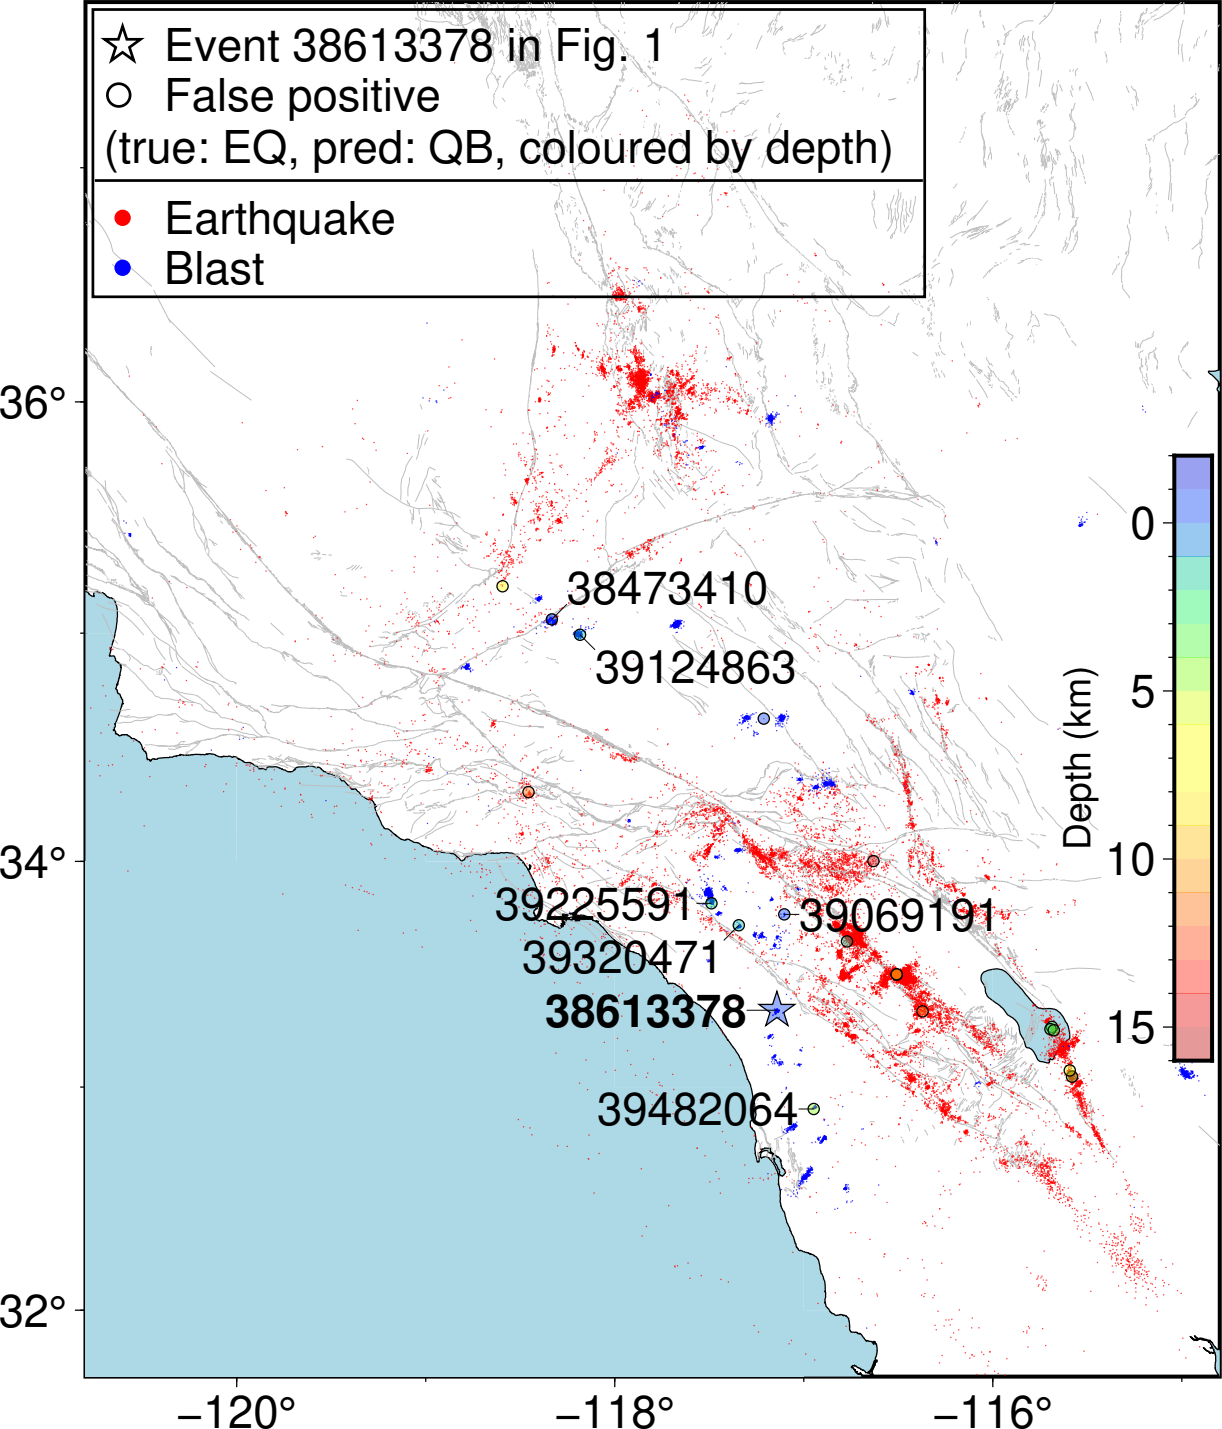 Event 38613378 in Fig. 1
False positive
(true: EQ, pred: QB, coloured by depth)
Earthquake
Blast
36°
34°
32°
−120°
−118°
−116°
38473410
39124863
39225591
39069191
39320471
38613378
39482064
Depth (km)
0
5
10
15